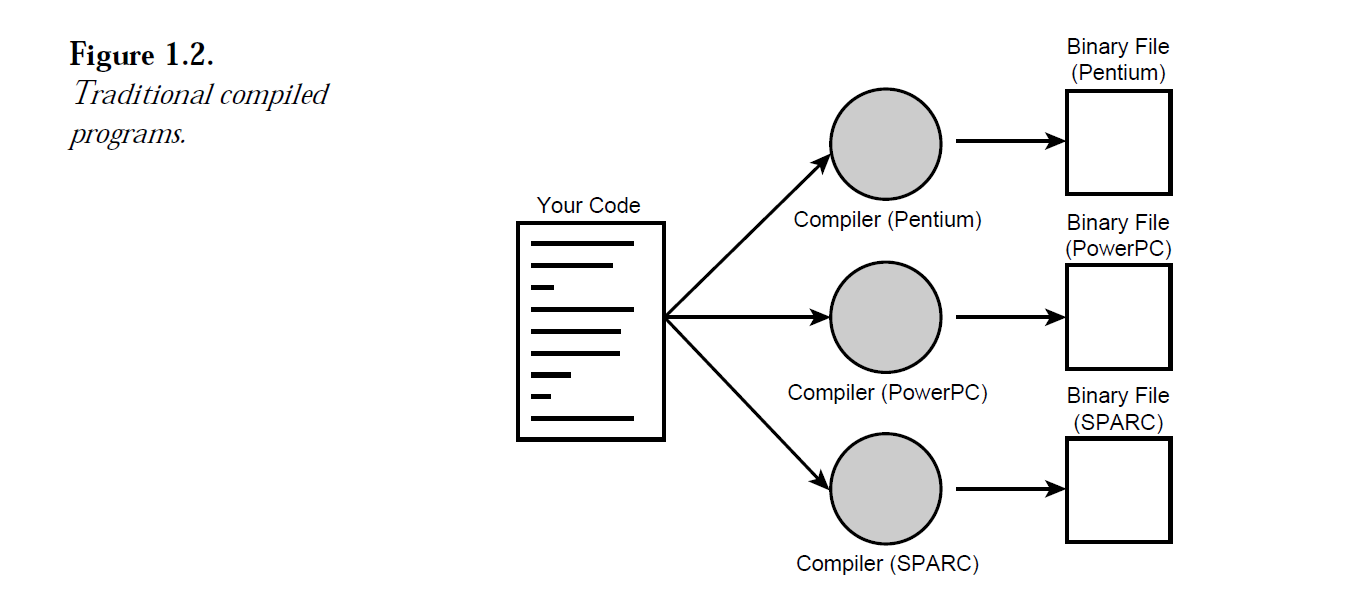 Figure 1.2.
Traditional compiled
programs.
Your Code
Compiler (Pentium)
Binary File
(Pentium)
Compiler (PowerPC)
Binary File
(PowerPC)
Compiler (SPARC)
Binary File
(SPARC)